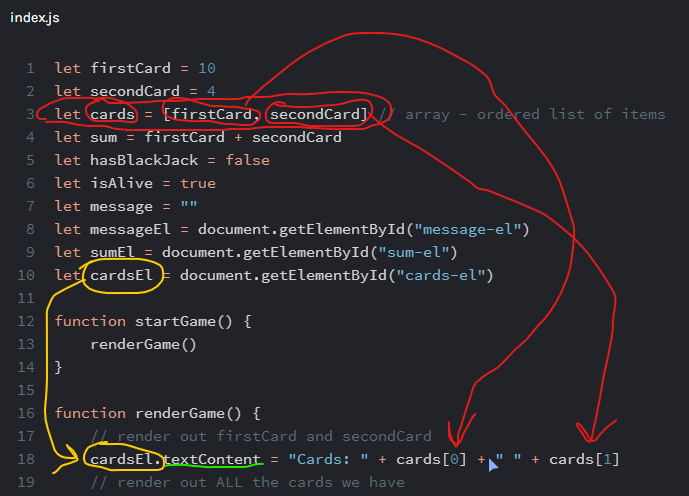 index.js
1 let firstCard = 10
2 let secondCard = 4
3 let cards = [firstCard, secondCard] // array - ordered list of items
4 let sum = firstCard + secondCard
5 let hasBlackJack = false
6 let isAlive = true
7 let message = ""
8 let messageEl = document.getElementById("message-el")
9 let sumEl = document.getElementById("sum-el")
10 let cardsEl = document.getElementById("cards-el")
11
12 function startGame() {
13     renderGame()
14 }
15
16 function renderGame() {
17     // render out firstCard and secondCard
18     cardsEl.textContent = "Cards: " + cards[0] + " " + cards[1]
19     // render out ALL the cards we have